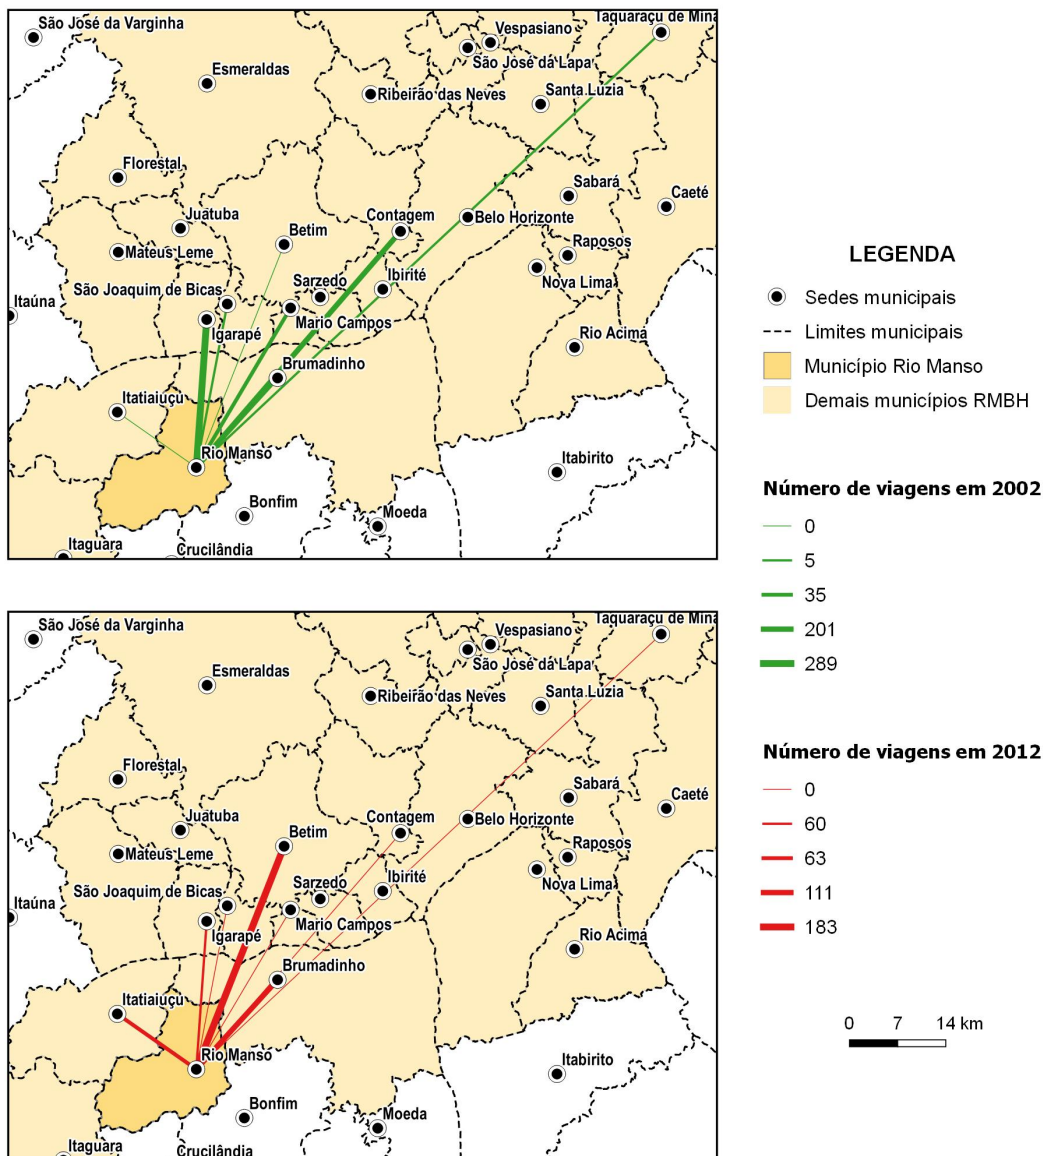 São José da Varginha
Taquaraçu de Mina
Vespasiano
São José da Lapa
Esmeraldas
Ribeirão das Neves
Santa Luzia
Florestal
Sabará
Caeté
Juatuba
Contagem
Belo Horizonte
Betim
Mateus Leme
Raposos
Nova Lima
Sarzedo
Ibirité
São Joaquim de Bicas
Itaúna
Mario Campos
Igarapé
Rio Acima
Brumadinho
Itatiaiuçu
Rio Manso
Itabirito
Bonfim
Moeda
Itaguara
Crucilândia
LEGENDA
Sedes municipais
Limites municipais
Município Rio Manso
Demais municípios RMBH
Número de viagens em 2002
0
5
35
201
289
São José da Varginha
Taquaraçu de Mina
Vespasiano
São José da Lapa
Esmeraldas
Ribeirão das Neves
Santa Luzia
Florestal
Sabará
Caeté
Juatuba
Contagem
Belo Horizonte
Betim
Mateus Leme
Raposos
Nova Lima
Sarzedo
Ibirité
São Joaquim de Bicas
Itaúna
Mario Campos
Igarapé
Rio Acima
Brumadinho
Itatiaiuçu
Rio Manso
Itabirito
Bonfim
Moeda
Itaguara
Crucilândia
Número de viagens em 2012
0
60
63
111
183
0 7 14 km